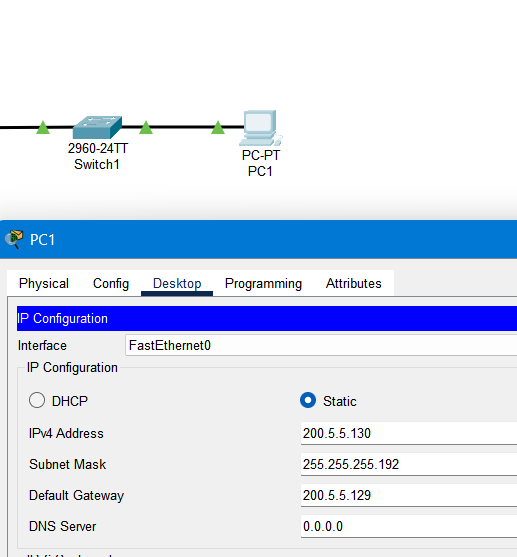 2960-24TT
Switch1
PC-PT
PC1
PC1
Physical Config Desktop Programming Attributes
IP Configuration
Interface FastEthernet0
IP Configuration
DHCP Static
IPv4 Address 200.5.5.130
Subnet Mask 255.255.255.192
Default Gateway 200.5.5.129
DNS Server 0.0.0.0